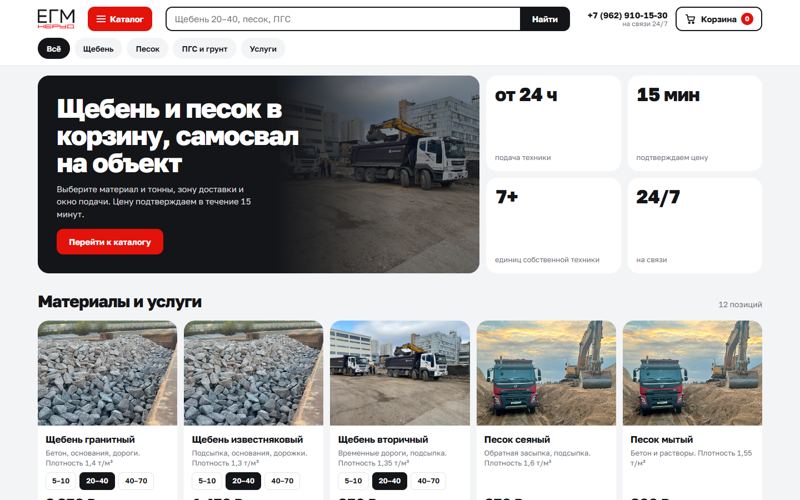 ЕГМ
НЕРУД
Каталог
Щебень 20–40, песок, ПГС
Найти
+7 (962) 910-15-30
на связи 24/7
Корзина 0
Всё
Щебень
Песок
ПГС и грунт
Услуги
Щебень и песок в
корзину, самосвал
на объект
Выберите материал и тонны, зону доставки и
окно подачи. Цену подтверждаем в течение 15
минут.
Перейти к каталогу
от 24 ч
подача техники
15 мин
подтверждаем цену
7+
единиц собственной техники
24/7
на связи
Материалы и услуги
12 позиций
Щебень гранитный
Бетон, основания, дороги.
Плотность 1,4 т/м³
5–10 20–40 40–70
Щебень известняковый
Подсыпка, основания, дорожки.
Плотность 1,3 т/м³
5–10 20–40 40–70
Щебень вторичный
Временные дороги, подсыпка.
Плотность 1,35 т/м³
5–10 20–40 40–70
Песок сеяный
Обратная засыпка, подсыпка.
Плотность 1,6 т/м³
Песок мытый
Бетон и растворы. Плотность 1,55
т/м³